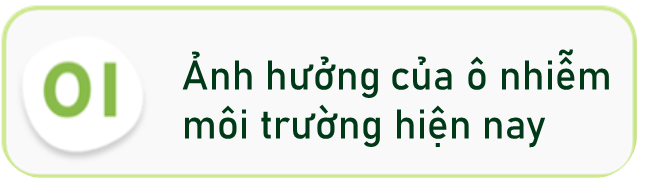 01
Ảnh hưởng của ô nhiễm
môi trường hiện nay